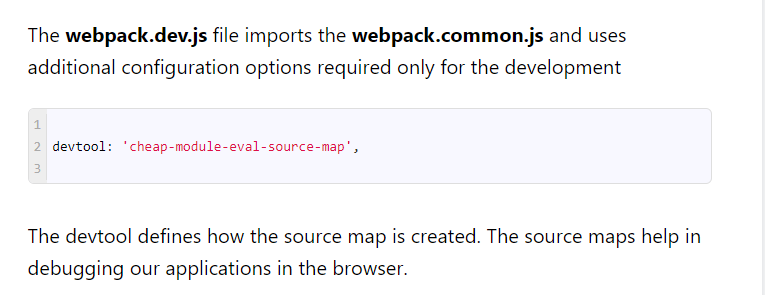 The webpack.dev.js file imports the webpack.common.js and uses
additional configuration options required only for the development
1
2 devtool: 'cheap-module-eval-source-map',
3
The devtool defines how the source map is created. The source maps help in
debugging our applications in the browser.